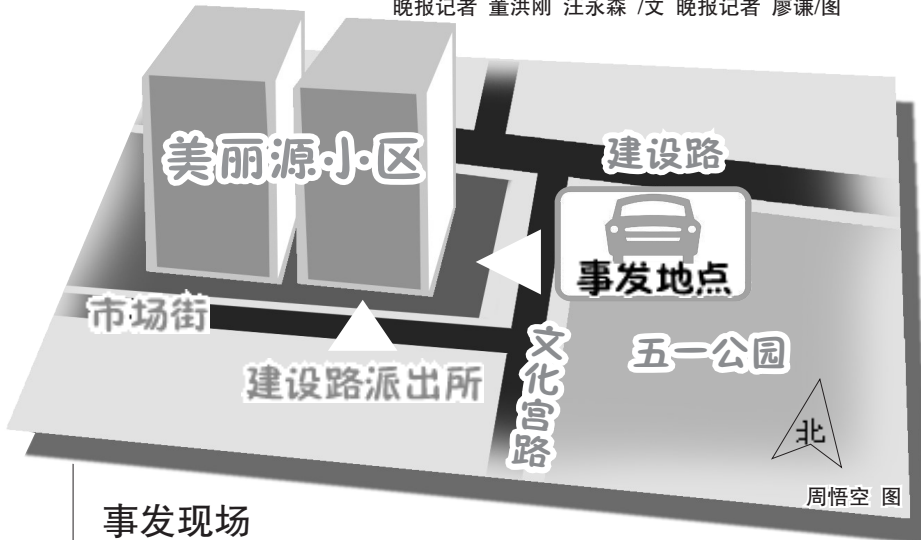 晚报记者 董洪刚 汪永森 /文 晚报记者 廖谦/图
美丽源小区
建设路
事发地点
市场街
建设路派出所
文化宫路
五一公园
北
周悟空 图
事发现场